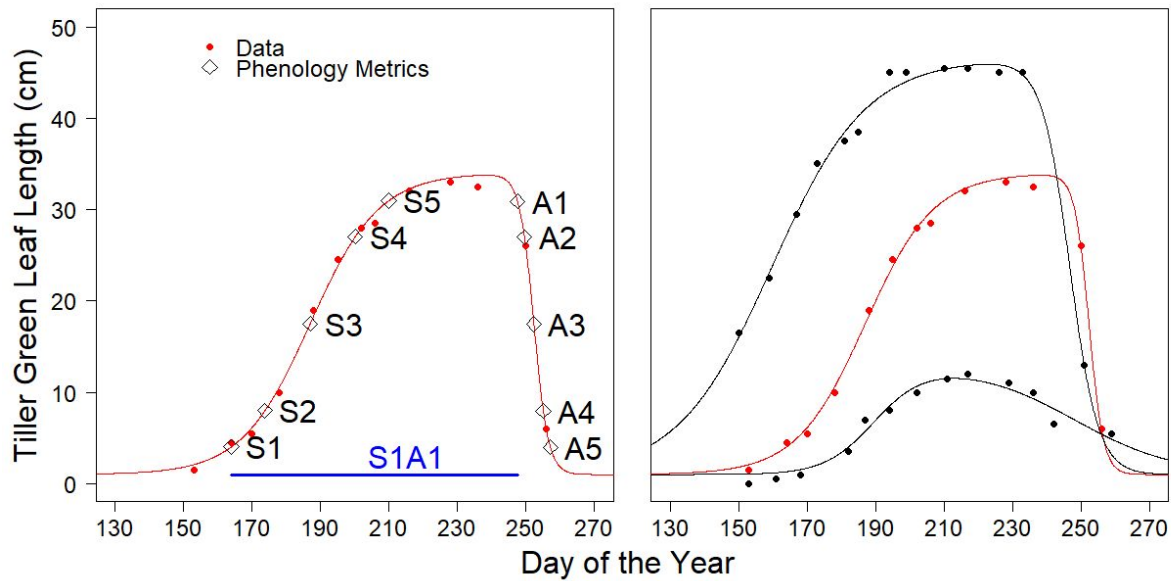 Tiller Green Leaf Length (cm)
50
40
30
20
10
0
Data
Phenology Metrics
S5
A1
S4
A2
S3
A3
S2
A4
S1
A5
S1A1
130 150 170 190 210 230 250 270
130 150 170 190 210 230 250 270
Day of the Year